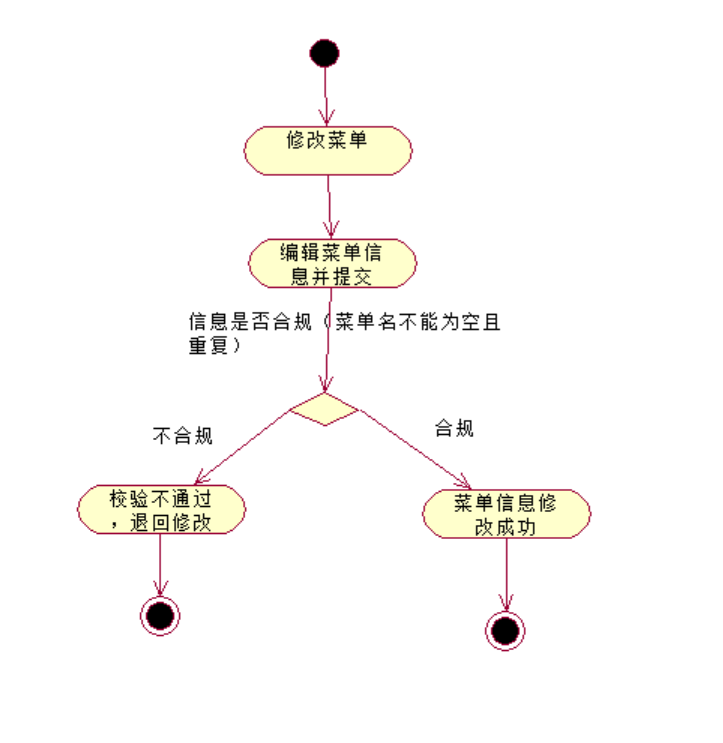 修改菜单
编辑菜单信
息并提交
信息是否合规（菜单名不能为空且
重复）
不合规
合规
校验不通过
，退回修改
菜单信息修
改成功